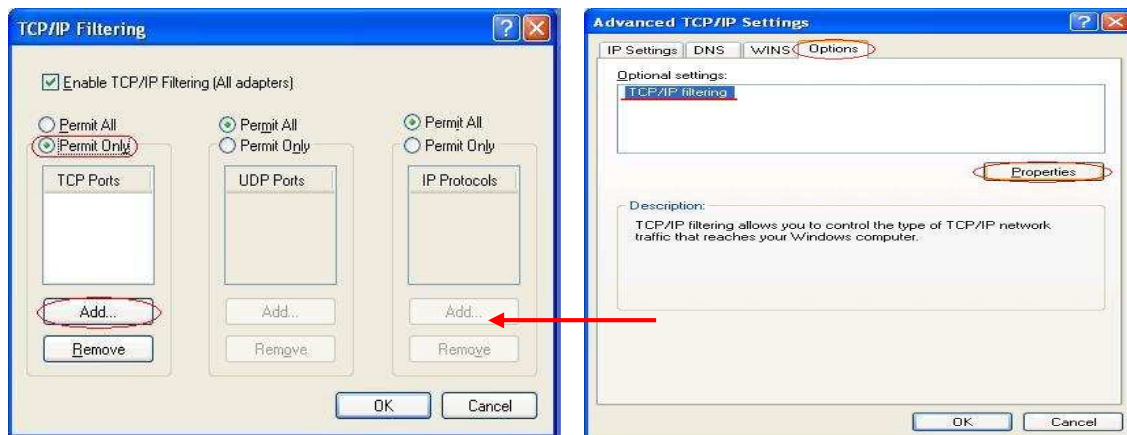 TCP/IP Filtering
Enable TCP/IP Filtering (All adapters)
Permit All
Permit Only
TCP Ports
Add...
Remove
Permit All
Permit Only
UDP Ports
Add...
Remove
Permit All
Permit Only
IP Protocols
Add...
Remove
OK
Cancel
Advanced TCP/IP Settings
IP Settings
DNS
WINS
Options
Optional settings:
TCP/IP filtering
Properties
Description:
TCP/IP filtering allows you to control the type of TCP/IP network
traffic that reaches your Windows computer.
OK
Cancel